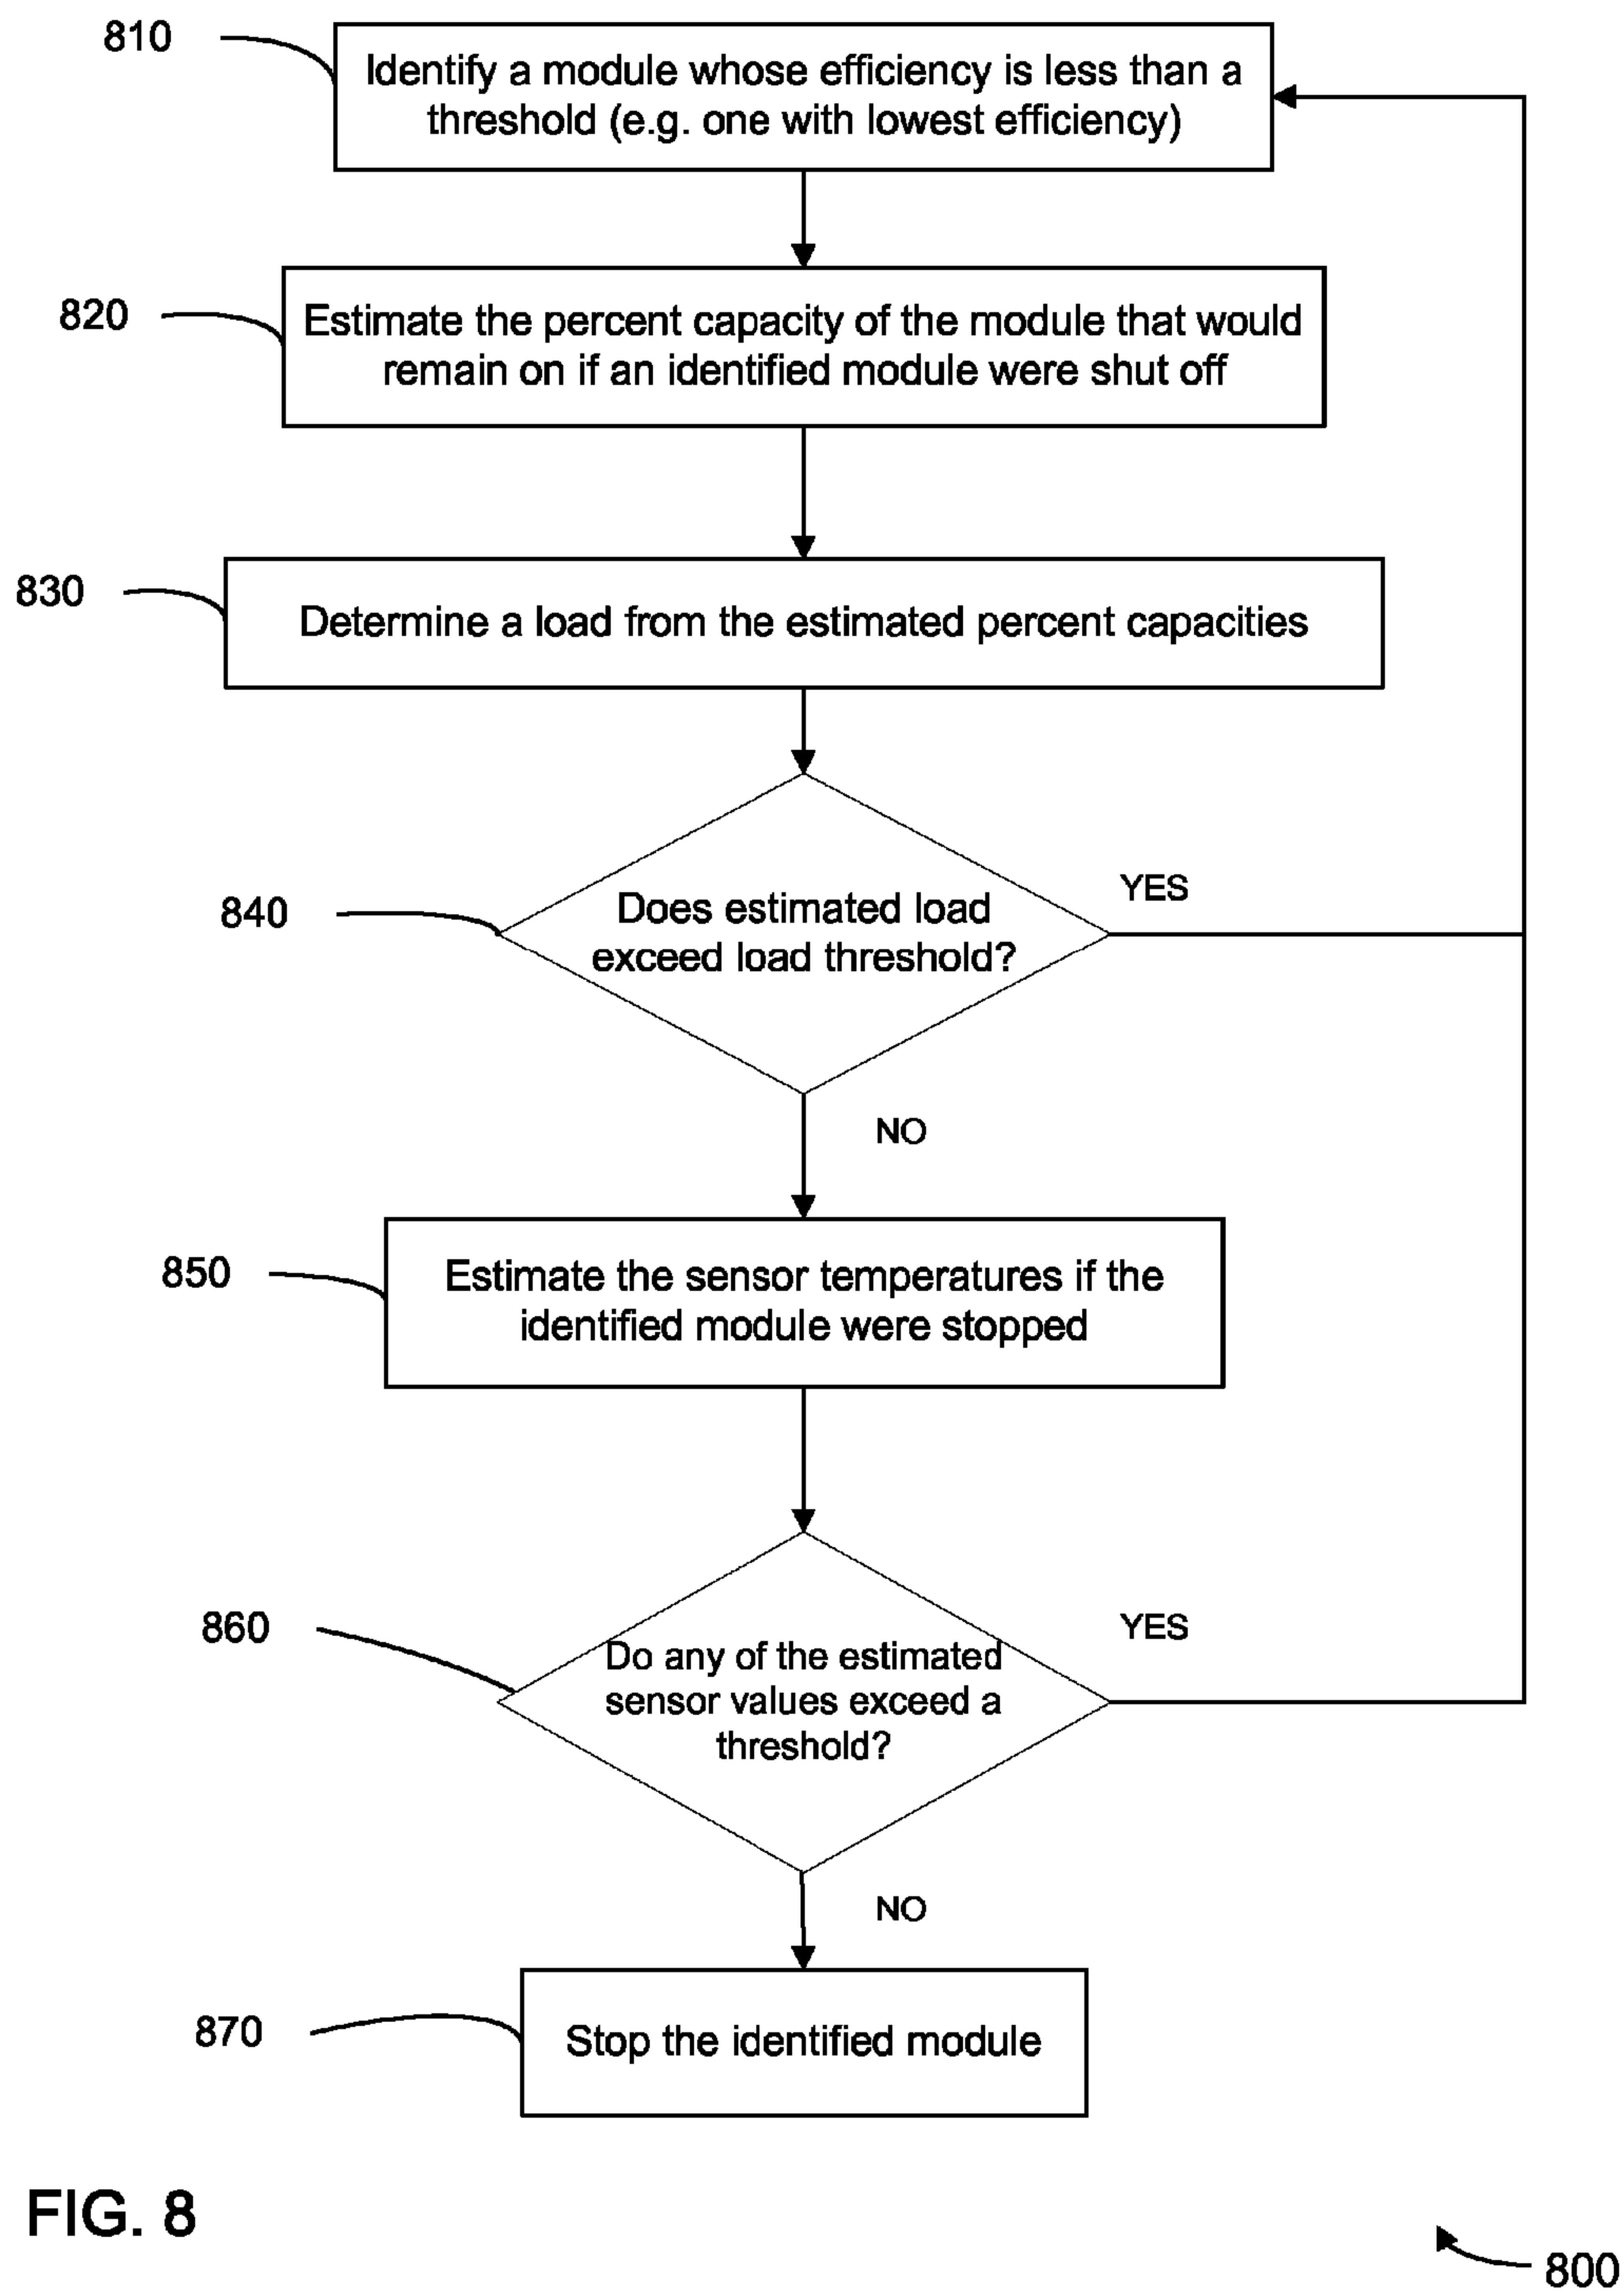 810
Identify a module whose efficiency is less than a
threshold (e.g. one with lowest efficiency)
820
Estimate the percent capacity of the module that would
remain on if an identified module were shut off
830
Determine a load from the estimated percent capacities
840
Does estimated load
exceed load threshold?
YES
NO
850
Estimate the sensor temperatures if the
identified module were stopped
860
Do any of the estimated
sensor values exceed a
threshold?
YES
NO
870
Stop the identified module
FIG. 8
800